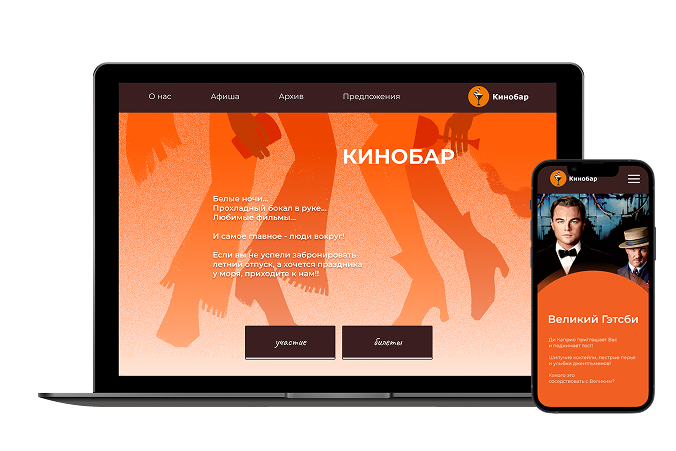 О нас Афиша Архив Предложения Кинобар
КИНОБАР
Белые ночи...
Прохладный бокал в руке...
Любимые фильмы...
И самое главное - люди вокруг!
Если вы не успели забронировать
летний отпуск, а хочется праздника
у моря, приходите к нам!!
участие билеты
Кинобар
Великий Гэтсби
Ди Каприо приглашает Вас
и поднимает тост!
Шипучие коктейли, пестрые перья
и улыбки джентльменов!
Каково это
соседствовать с Великим?